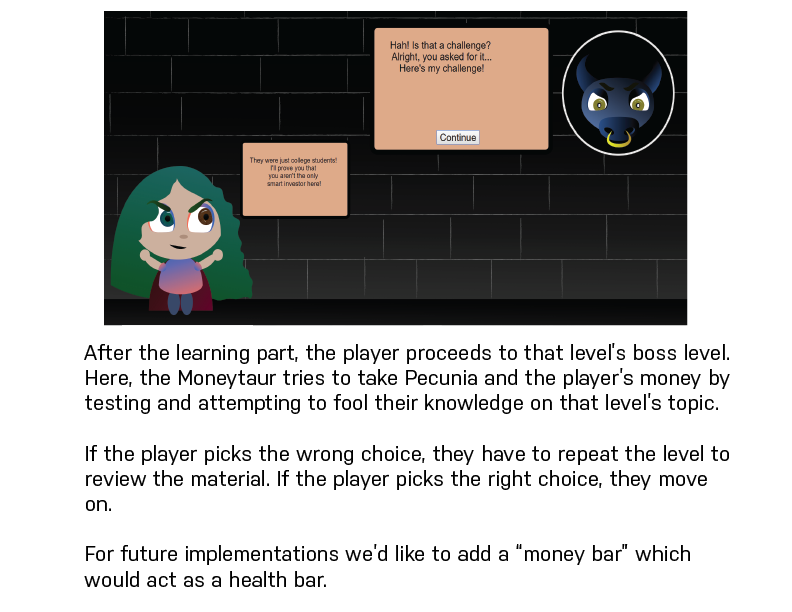 Hah! Is that a challenge?
Alright, you asked for it...
Here's my challenge!
Continue
They were just college students!
I'll prove you that
you aren't the only
smart investor here!
After the learning part, the player proceeds to that level's boss level.
Here, the Moneytaur tries to take Pecunia and the player's money by
testing and attempting to fool their knowledge on that level's topic.
If the player picks the wrong choice, they have to repeat the level to
review the material. If the player picks the right choice, they move
on.
For future implementations we'd like to add a “money bar” which
would act as a health bar.